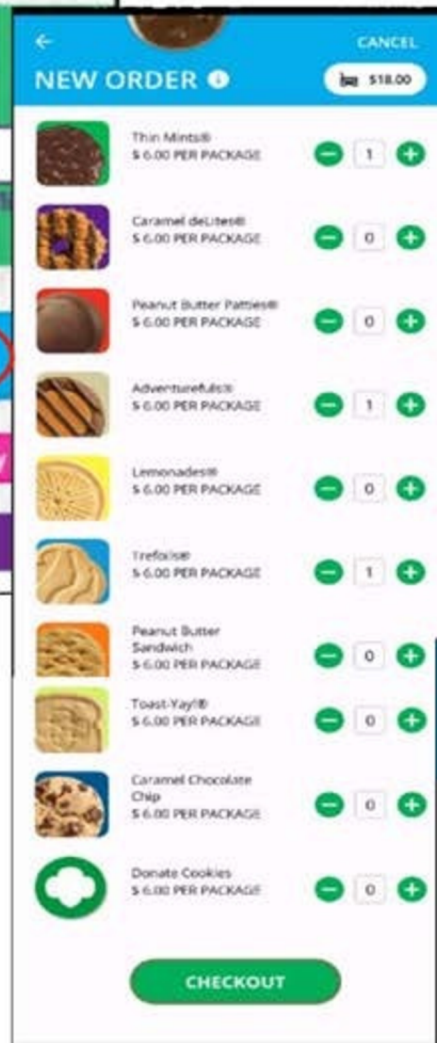 CANCEL
NEW ORDER
$18.00
Thin Mints®
$ 6.00 PER PACKAGE
1
Caramel deLites®
$ 6.00 PER PACKAGE
0
Peanut Butter Patties®
$ 6.00 PER PACKAGE
0
Adventurefuls®
$ 6.00 PER PACKAGE
1
Lemonades®
$ 6.00 PER PACKAGE
0
Trefoils®
$ 6.00 PER PACKAGE
1
Peanut Butter
Sandwich
$ 6.00 PER PACKAGE
0
Toast-Yay!®
$ 6.00 PER PACKAGE
0
Caramel Chocolate
Chip
$ 6.00 PER PACKAGE
0
Donate Cookies
$ 6.00 PER PACKAGE
0
CHECKOUT